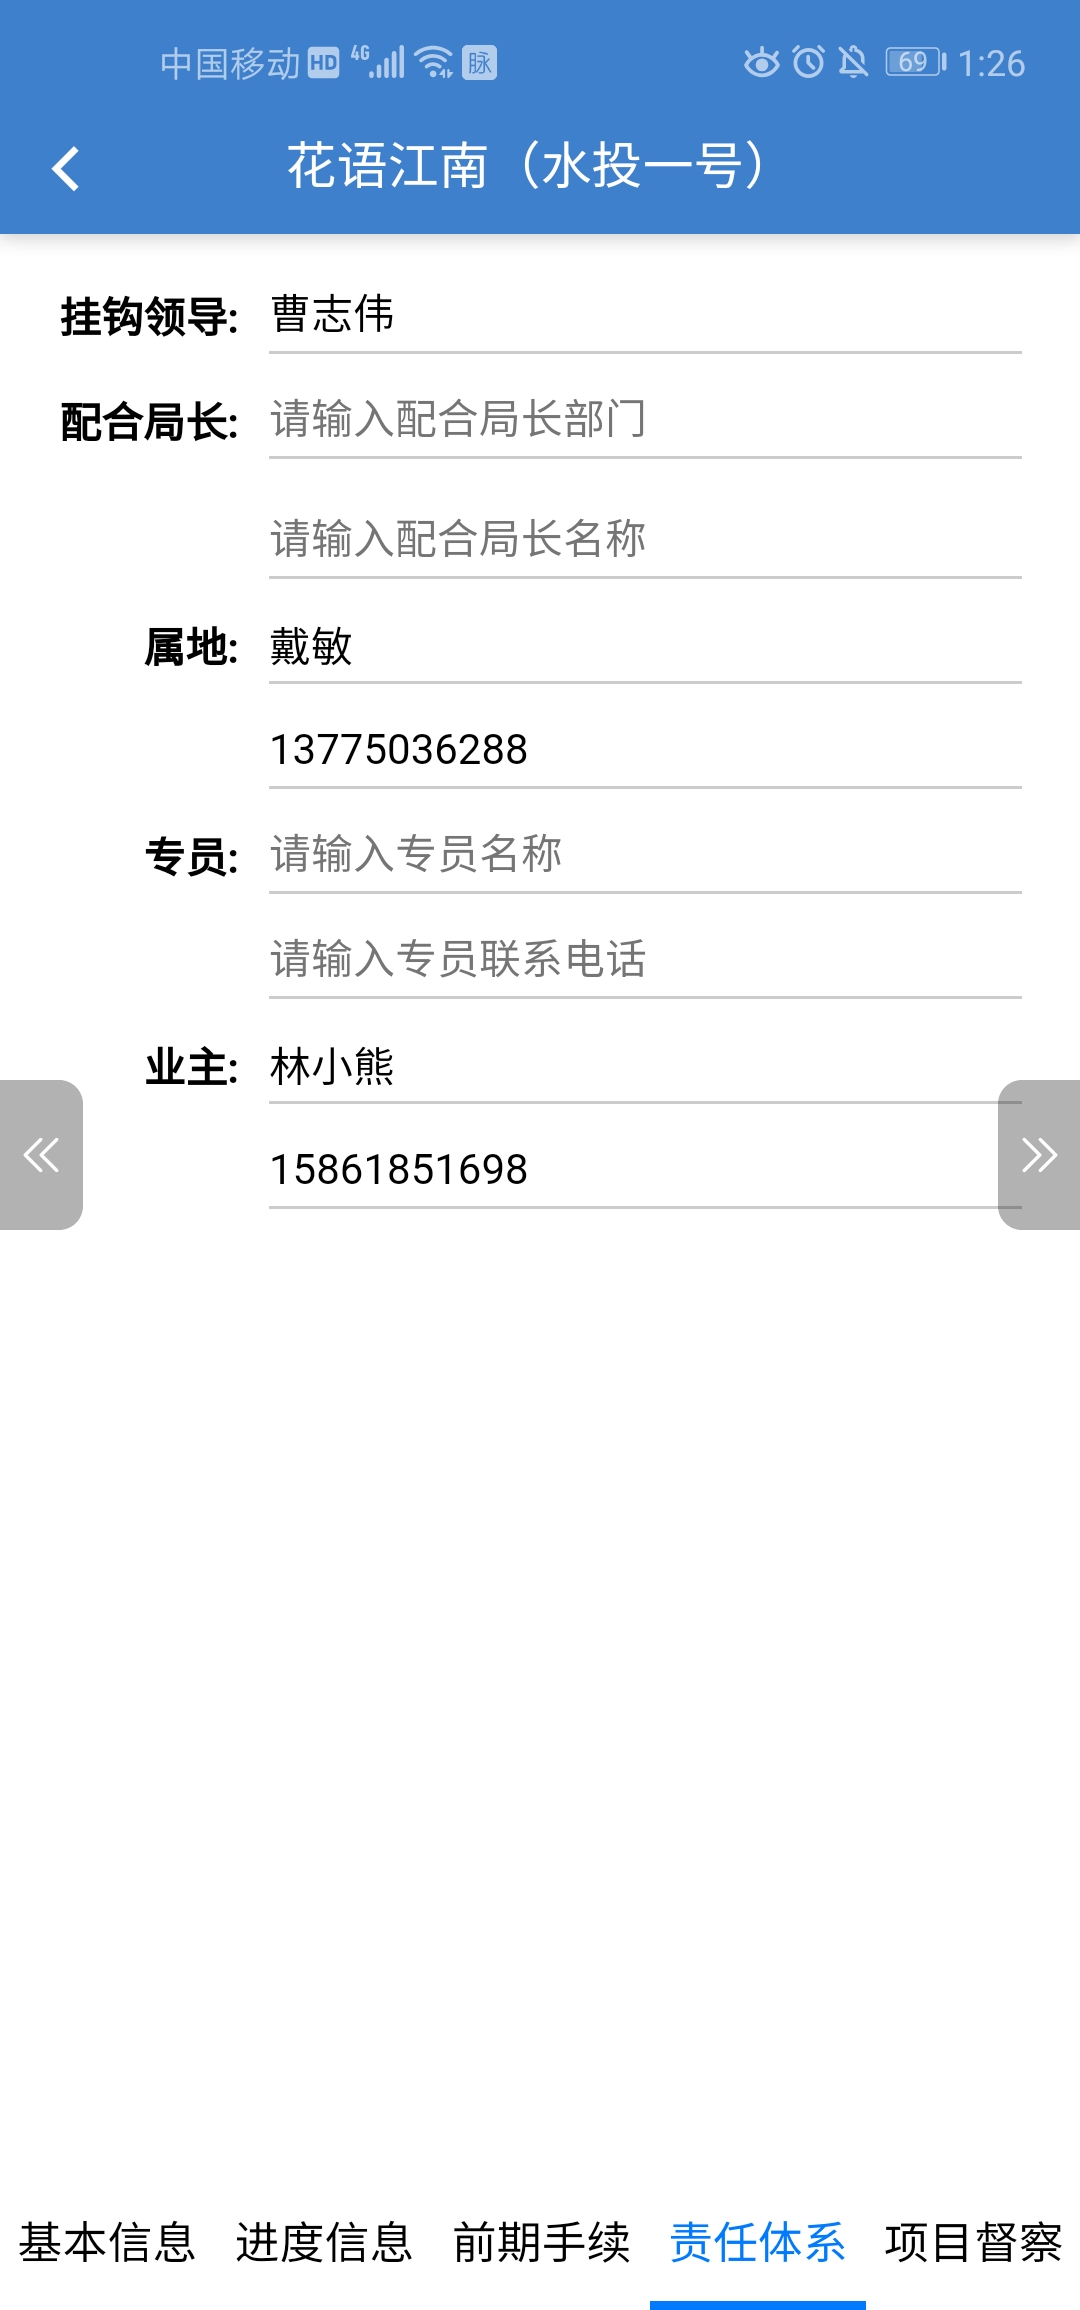 中国移动 HD 4G 脉 69 1:26
花语江南（水投一号）
挂钩领导: 曹志伟
配合局长: 请输入配合局长部门
请输入配合局长名称
属地: 戴敏
13775036288
专员: 请输入专员名称
请输入专员联系电话
业主: 林小熊
15861851698
基本信息 进度信息 前期手续 责任体系 项目督察